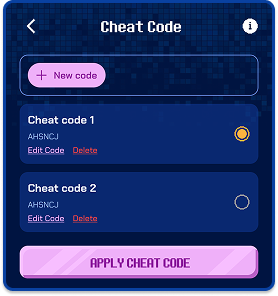 Cheat Code
+ New code
Cheat code 1
AHSNCJ
Edit Code Delete
Cheat code 2
AHSNCJ
Edit Code Delete
APPLY CHEAT CODE